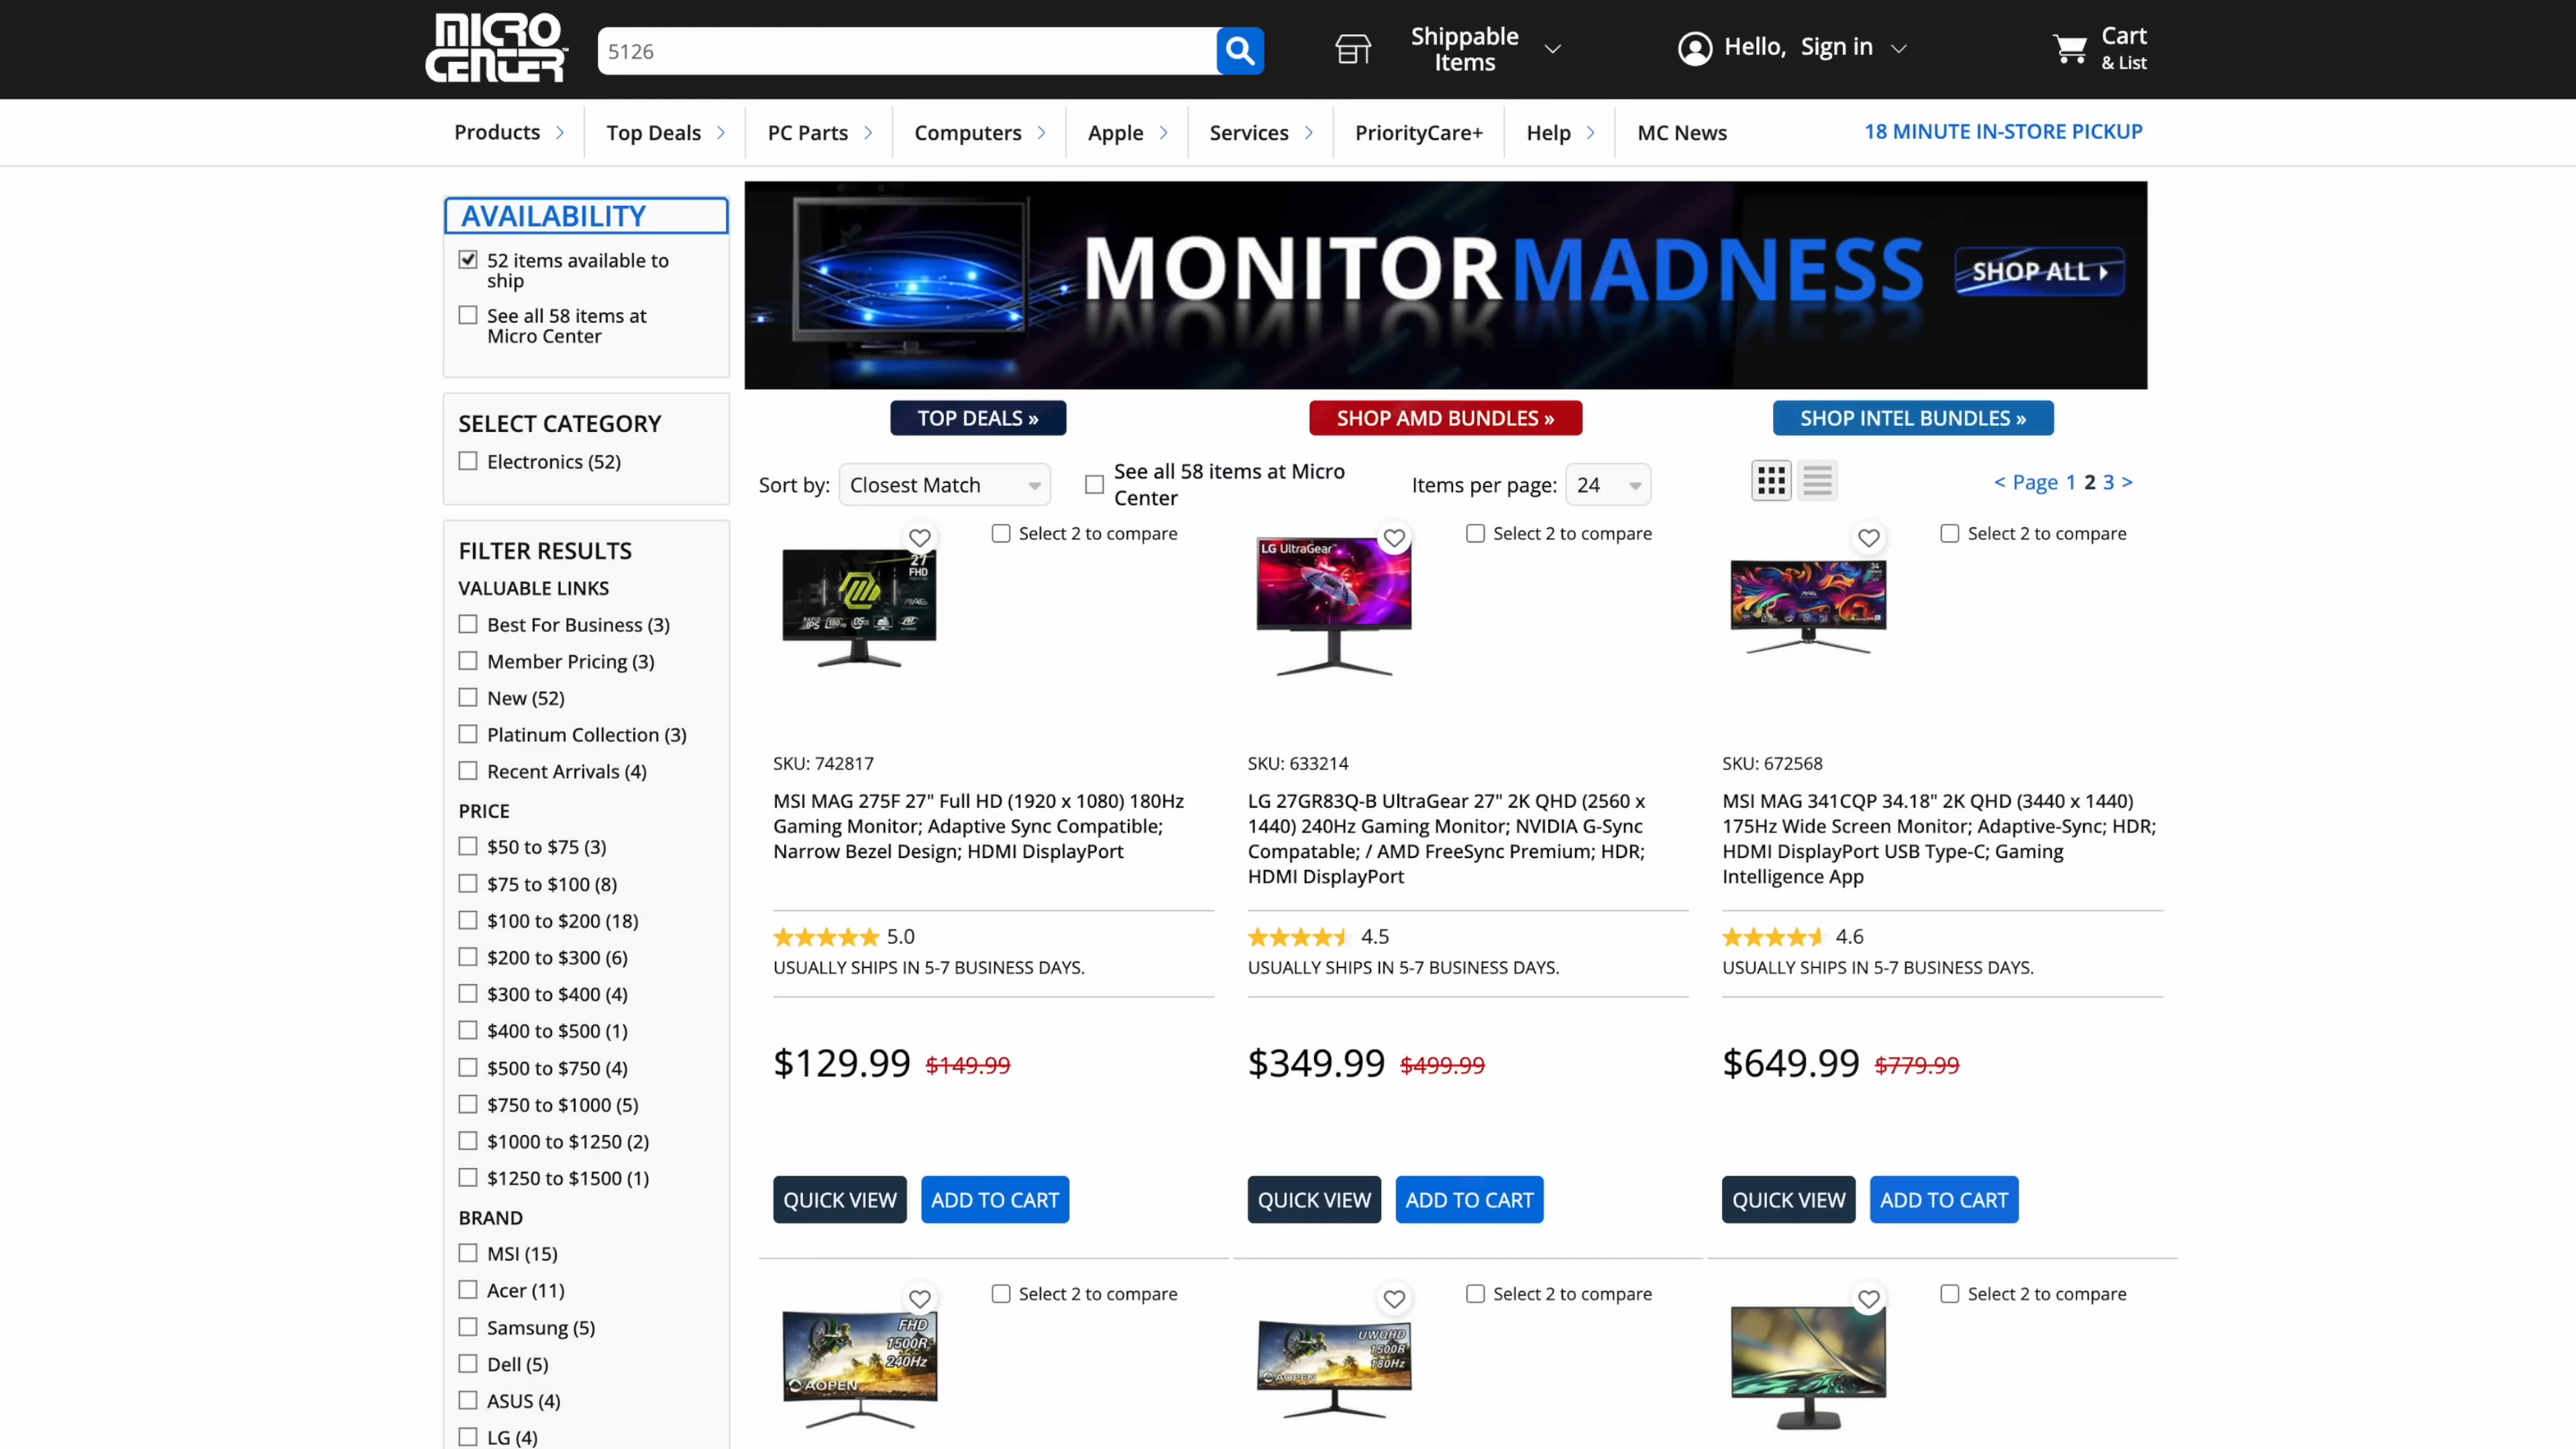 MICRO CENTER
5126
Shippable
Items
Hello, Sign in
Cart
& List
Products
Top Deals
PC Parts
Computers
Apple
Services
PriorityCare+
Help
MC News
18 MINUTE IN-STORE PICKUP
AVAILABILITY
52 items available to
ship
See all 58 items at
Micro Center
SELECT CATEGORY
Electronics (52)
FILTER RESULTS
VALUABLE LINKS
Best For Business (3)
Member Pricing (3)
New (52)
Platinum Collection (3)
Recent Arrivals (4)
PRICE
$50 to $75 (3)
$75 to $100 (8)
$100 to $200 (18)
$200 to $300 (6)
$300 to $400 (4)
$400 to $500 (1)
$500 to $750 (4)
$750 to $1000 (5)
$1000 to $1250 (2)
$1250 to $1500 (1)
BRAND
MSI (15)
Acer (11)
Samsung (5)
Dell (5)
ASUS (4)
LG (4)
MONITOR MADNESS
SHOP ALL
TOP DEALS »
SHOP AMD BUNDLES »
SHOP INTEL BUNDLES »
Sort by: Closest Match
See all 58 items at Micro
Center
Items per page: 24
< Page 1 2 3 >
Select 2 to compare
27
FHD
MAG
RAPID IPS 180
SKU: 742817
MSI MAG 275F 27" Full HD (1920 x 1080) 180Hz
Gaming Monitor; Adaptive Sync Compatible;
Narrow Bezel Design; HDMI DisplayPort
5.0
USUALLY SHIPS IN 5-7 BUSINESS DAYS.
$129.99 $149.99
QUICK VIEW
ADD TO CART
Select 2 to compare
LG UltraGear
SKU: 633214
LG 27GR83Q-B UltraGear 27" 2K QHD (2560 x
1440) 240Hz Gaming Monitor; NVIDIA G-Sync
Compatable; / AMD FreeSync Premium; HDR;
HDMI DisplayPort
4.5
USUALLY SHIPS IN 5-7 BUSINESS DAYS.
$349.99 $499.99
QUICK VIEW
ADD TO CART
Select 2 to compare
34
SKU: 672568
MSI MAG 341CQP 34.18" 2K QHD (3440 x 1440)
175Hz Wide Screen Monitor; Adaptive-Sync; HDR;
HDMI DisplayPort USB Type-C; Gaming
Intelligence App
4.6
USUALLY SHIPS IN 5-7 BUSINESS DAYS.
$649.99 $779.99
QUICK VIEW
ADD TO CART
Select 2 to compare
FHD
1500R
240Hz
AOPEN
Select 2 to compare
UWQHD
1500R
180Hz
AOPEN
Select 2 to compare